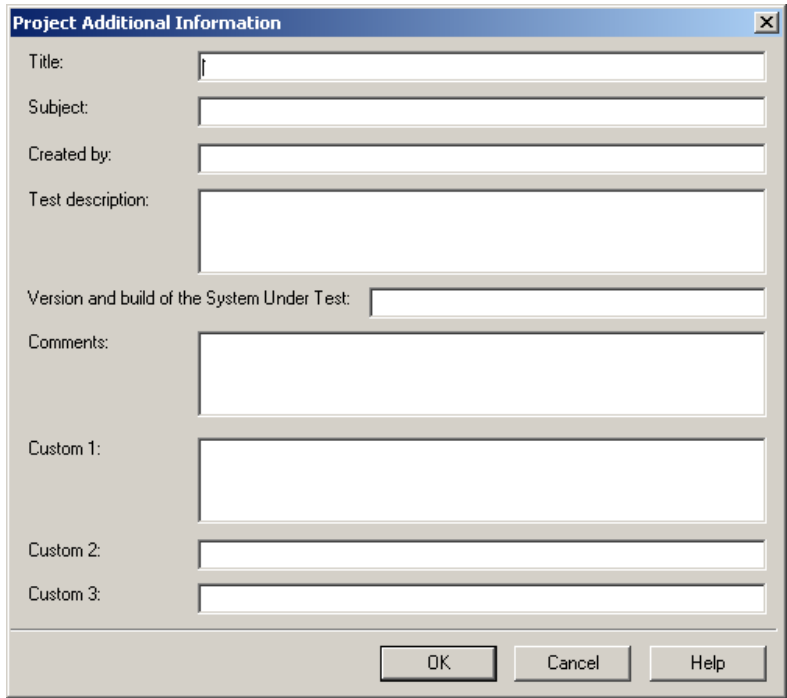 Project Additional Information
Title:
Subject:
Created by:
Test description:
Version and build of the System Under Test:
Comments:
Custom 1:
Custom 2:
Custom 3:
OK Cancel Help